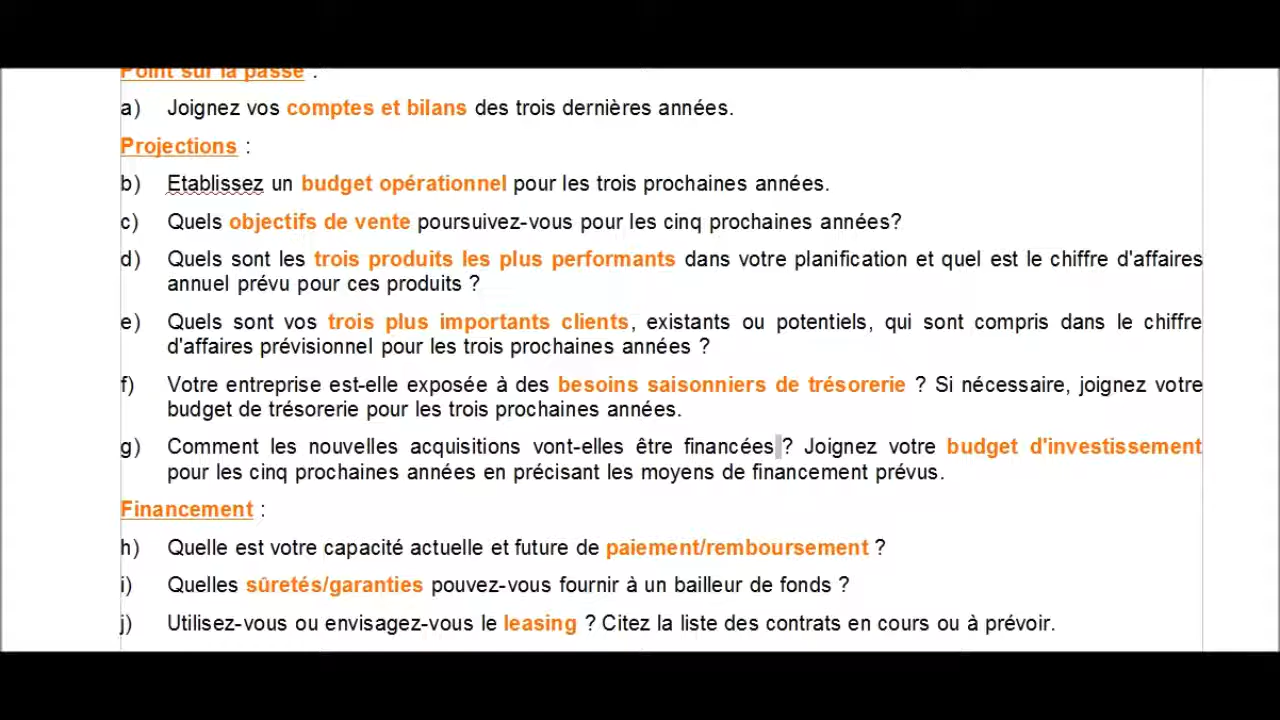 Point sur la passé :
a) Joignez vos comptes et bilans des trois dernières années.
Projections :
b) Etablissez un budget opérationnel pour les trois prochaines années.
c) Quels objectifs de vente poursuivez-vous pour les cinq prochaines années?
d) Quels sont les trois produits les plus performants dans votre planification et quel est le chiffre d'affaires
annuel prévu pour ces produits ?
e) Quels sont vos trois plus importants clients, existants ou potentiels, qui sont compris dans le chiffre
d'affaires prévisionnel pour les trois prochaines années ?
f) Votre entreprise est-elle exposée à des besoins saisonniers de trésorerie ? Si nécessaire, joignez votre
budget de trésorerie pour les trois prochaines années.
g) Comment les nouvelles acquisitions vont-elles être financées ? Joignez votre budget d'investissement
pour les cinq prochaines années en précisant les moyens de financement prévus.
Financement :
h) Quelle est votre capacité actuelle et future de paiement/remboursement ?
i) Quelles sûretés/garanties pouvez-vous fournir à un bailleur de fonds ?
j) Utilisez-vous ou envisagez-vous le leasing ? Citez la liste des contrats en cours ou à prévoir.